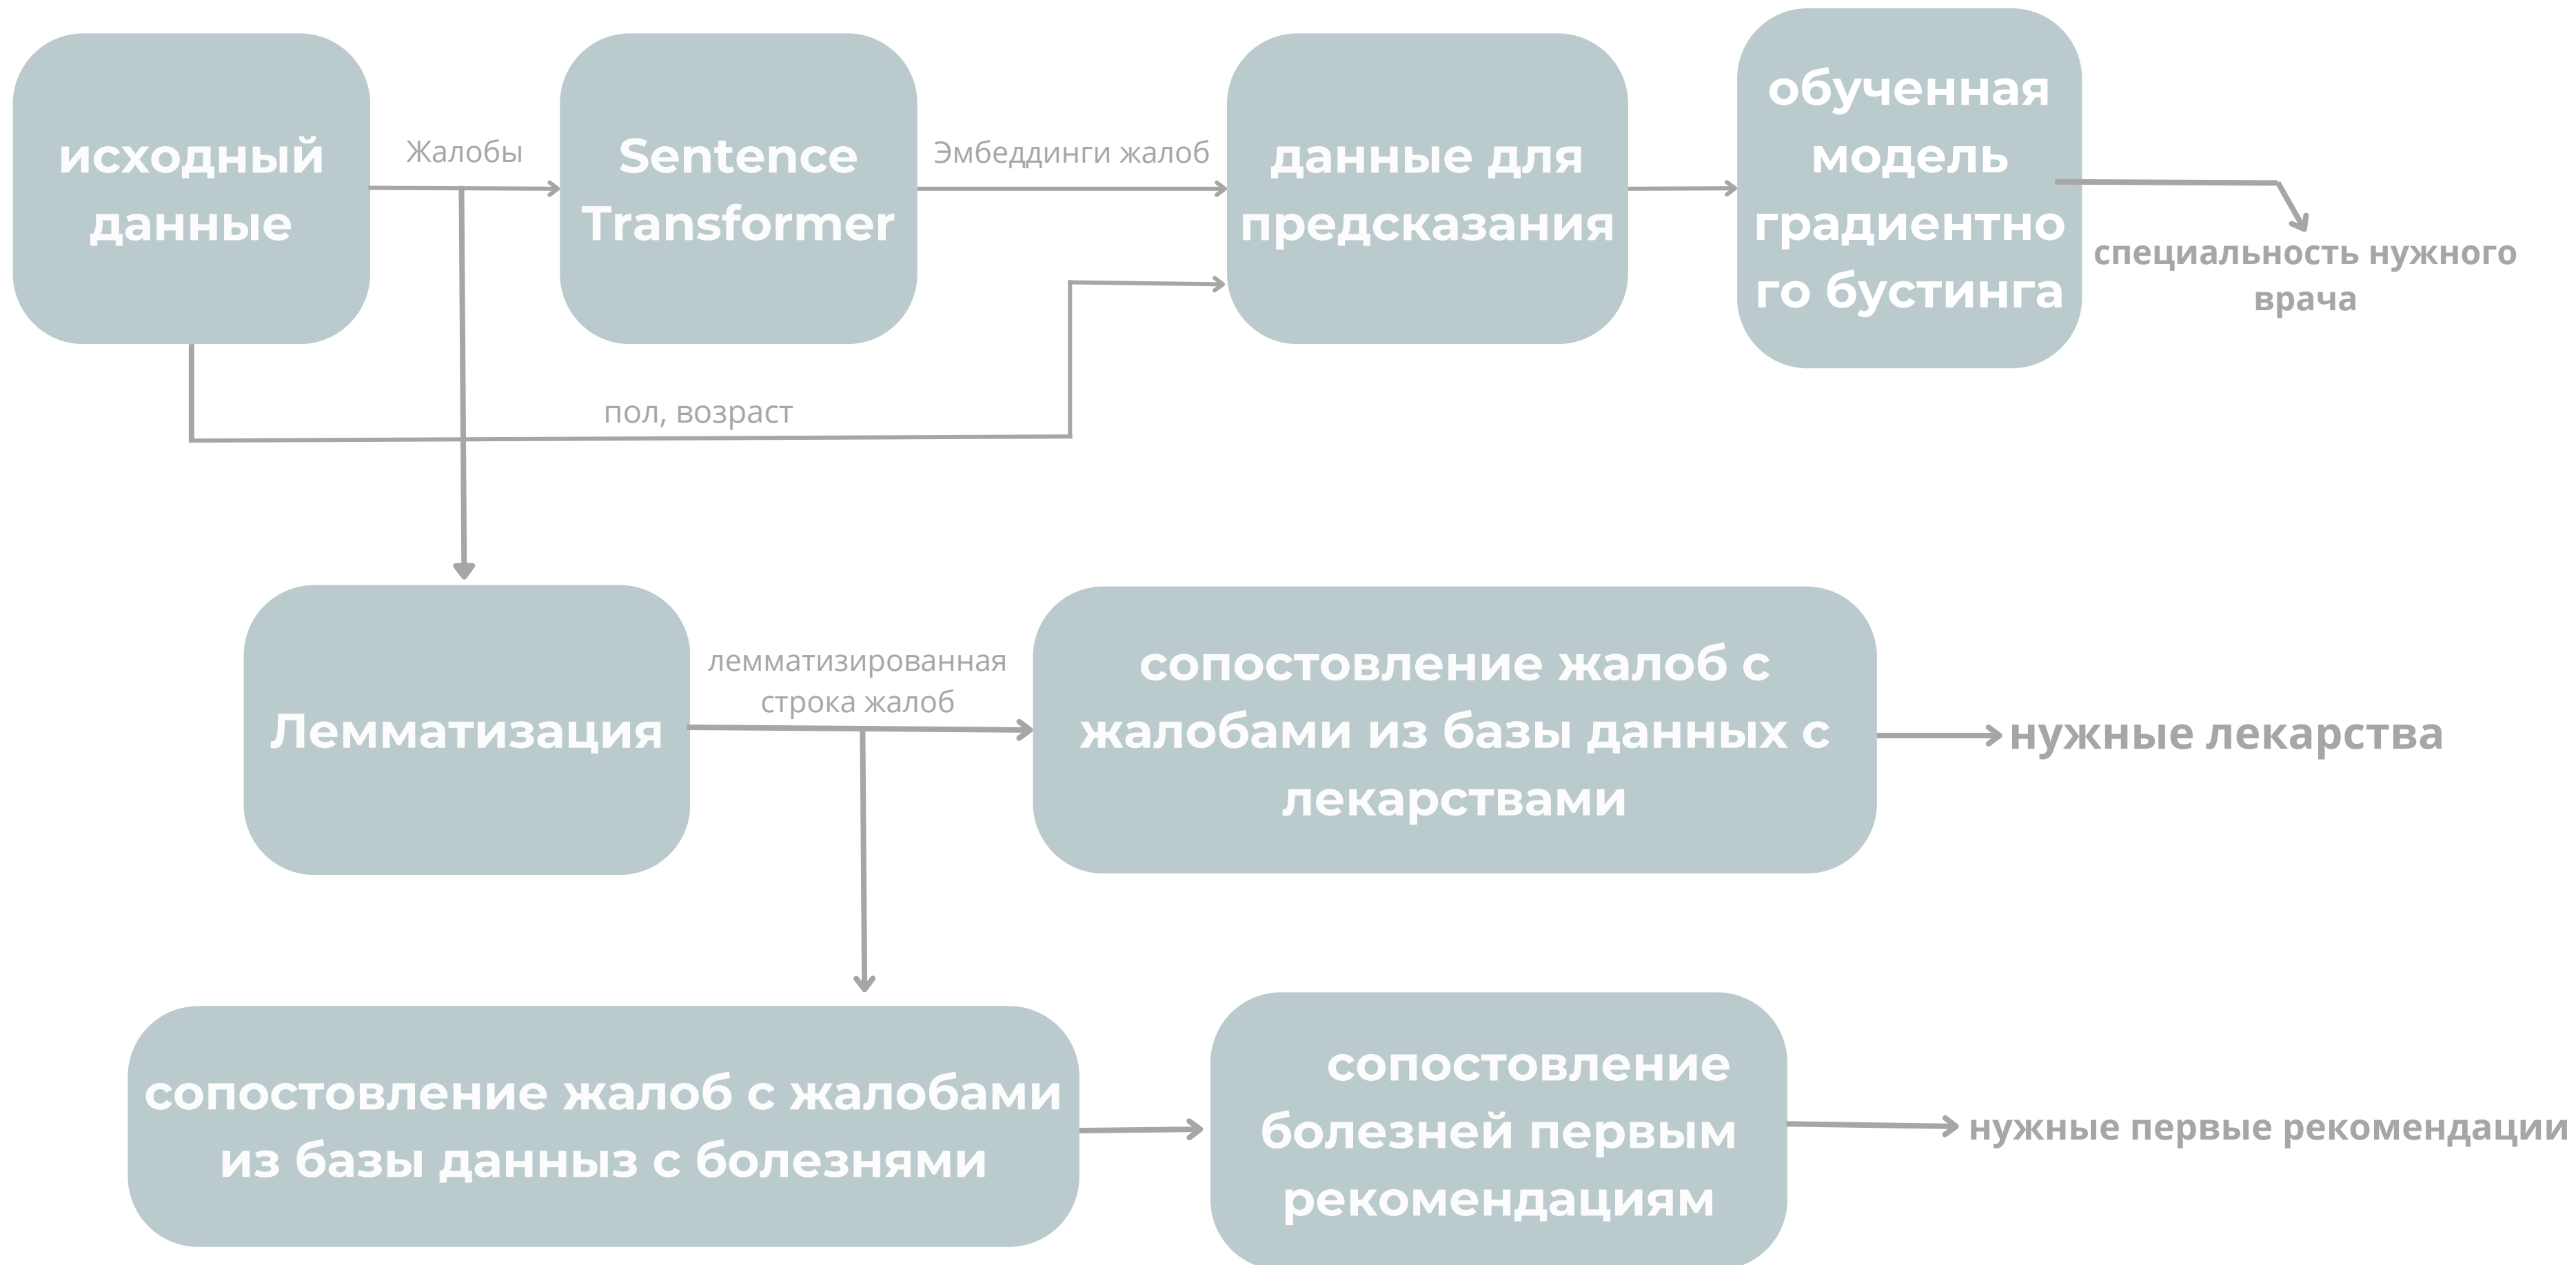 исходный
данные
Жалобы
Sentence
Transformer
Эмбеддинги жалоб
данные для
предсказания
обученная
модель
градиентно
го бустинга
специальность нужного
врача
пол, возраст
Лемматизация
лемматизированная
строка жалоб
сопостовление жалоб с
жалобами из базы данных с
лекарствами
нужные лекарства
сопостовление жалоб с жалобами
из базы данныз с болезнями
сопостовление
болезней первым
рекомендациям
нужные первые рекомендации